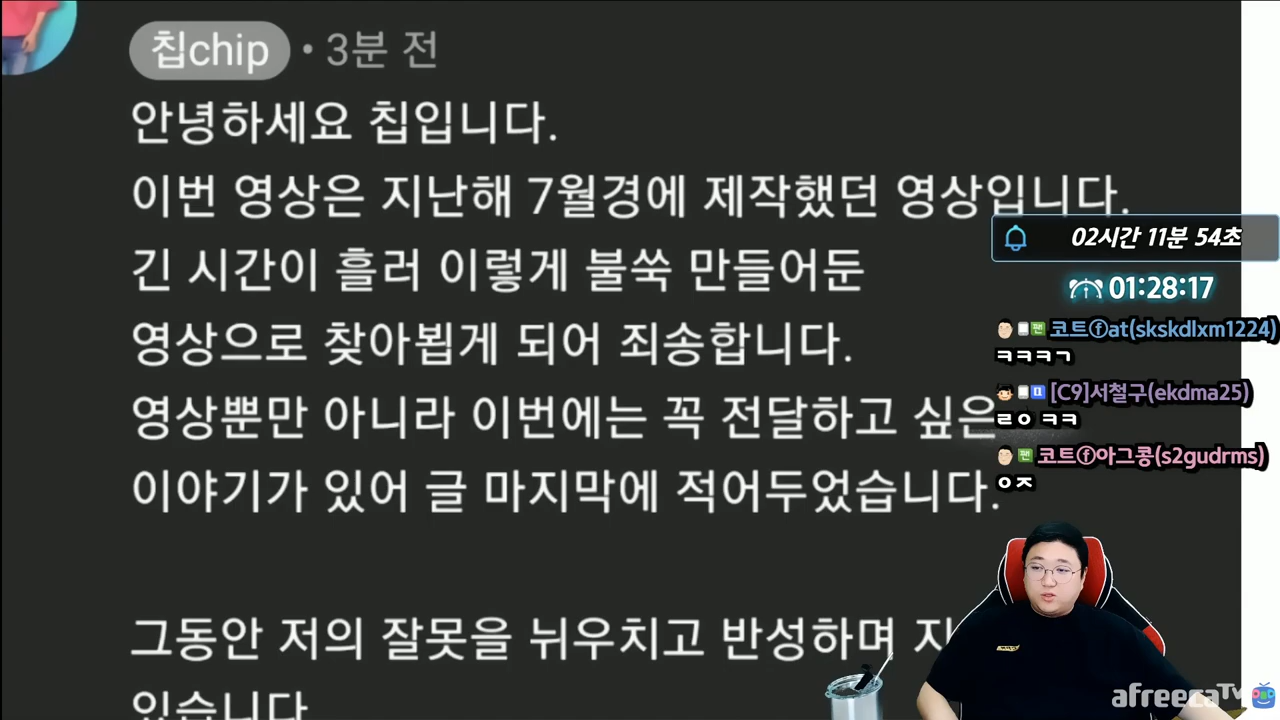 칩chip • 3분 전
안녕하세요 칩입니다.
이번 영상은 지난해 7월경에 제작했던 영상입니다.
긴 시간이 흘러 이렇게 불쑥 만들어둔
영상으로 찾아뵙게 되어 죄송합니다.
영상뿐만 아니라 이번에는 꼭 전달하고 싶은
이야기가 있어 글 마지막에 적어두었습니다.
그동안 저의 잘못을 뉘우치고 반성하며 지
있습니다
02시간 11분 54초
01:28:17
팬 코트ⓕat(skskdlxm1224)
ㅋㅋㅋㄱ
n [C9]서철구(ekdma25)
ㄹㅇ ㅋㅋ
팬 코트ⓕ아그콩(s2gudrms)
ㅇㅈ
afreecaTV